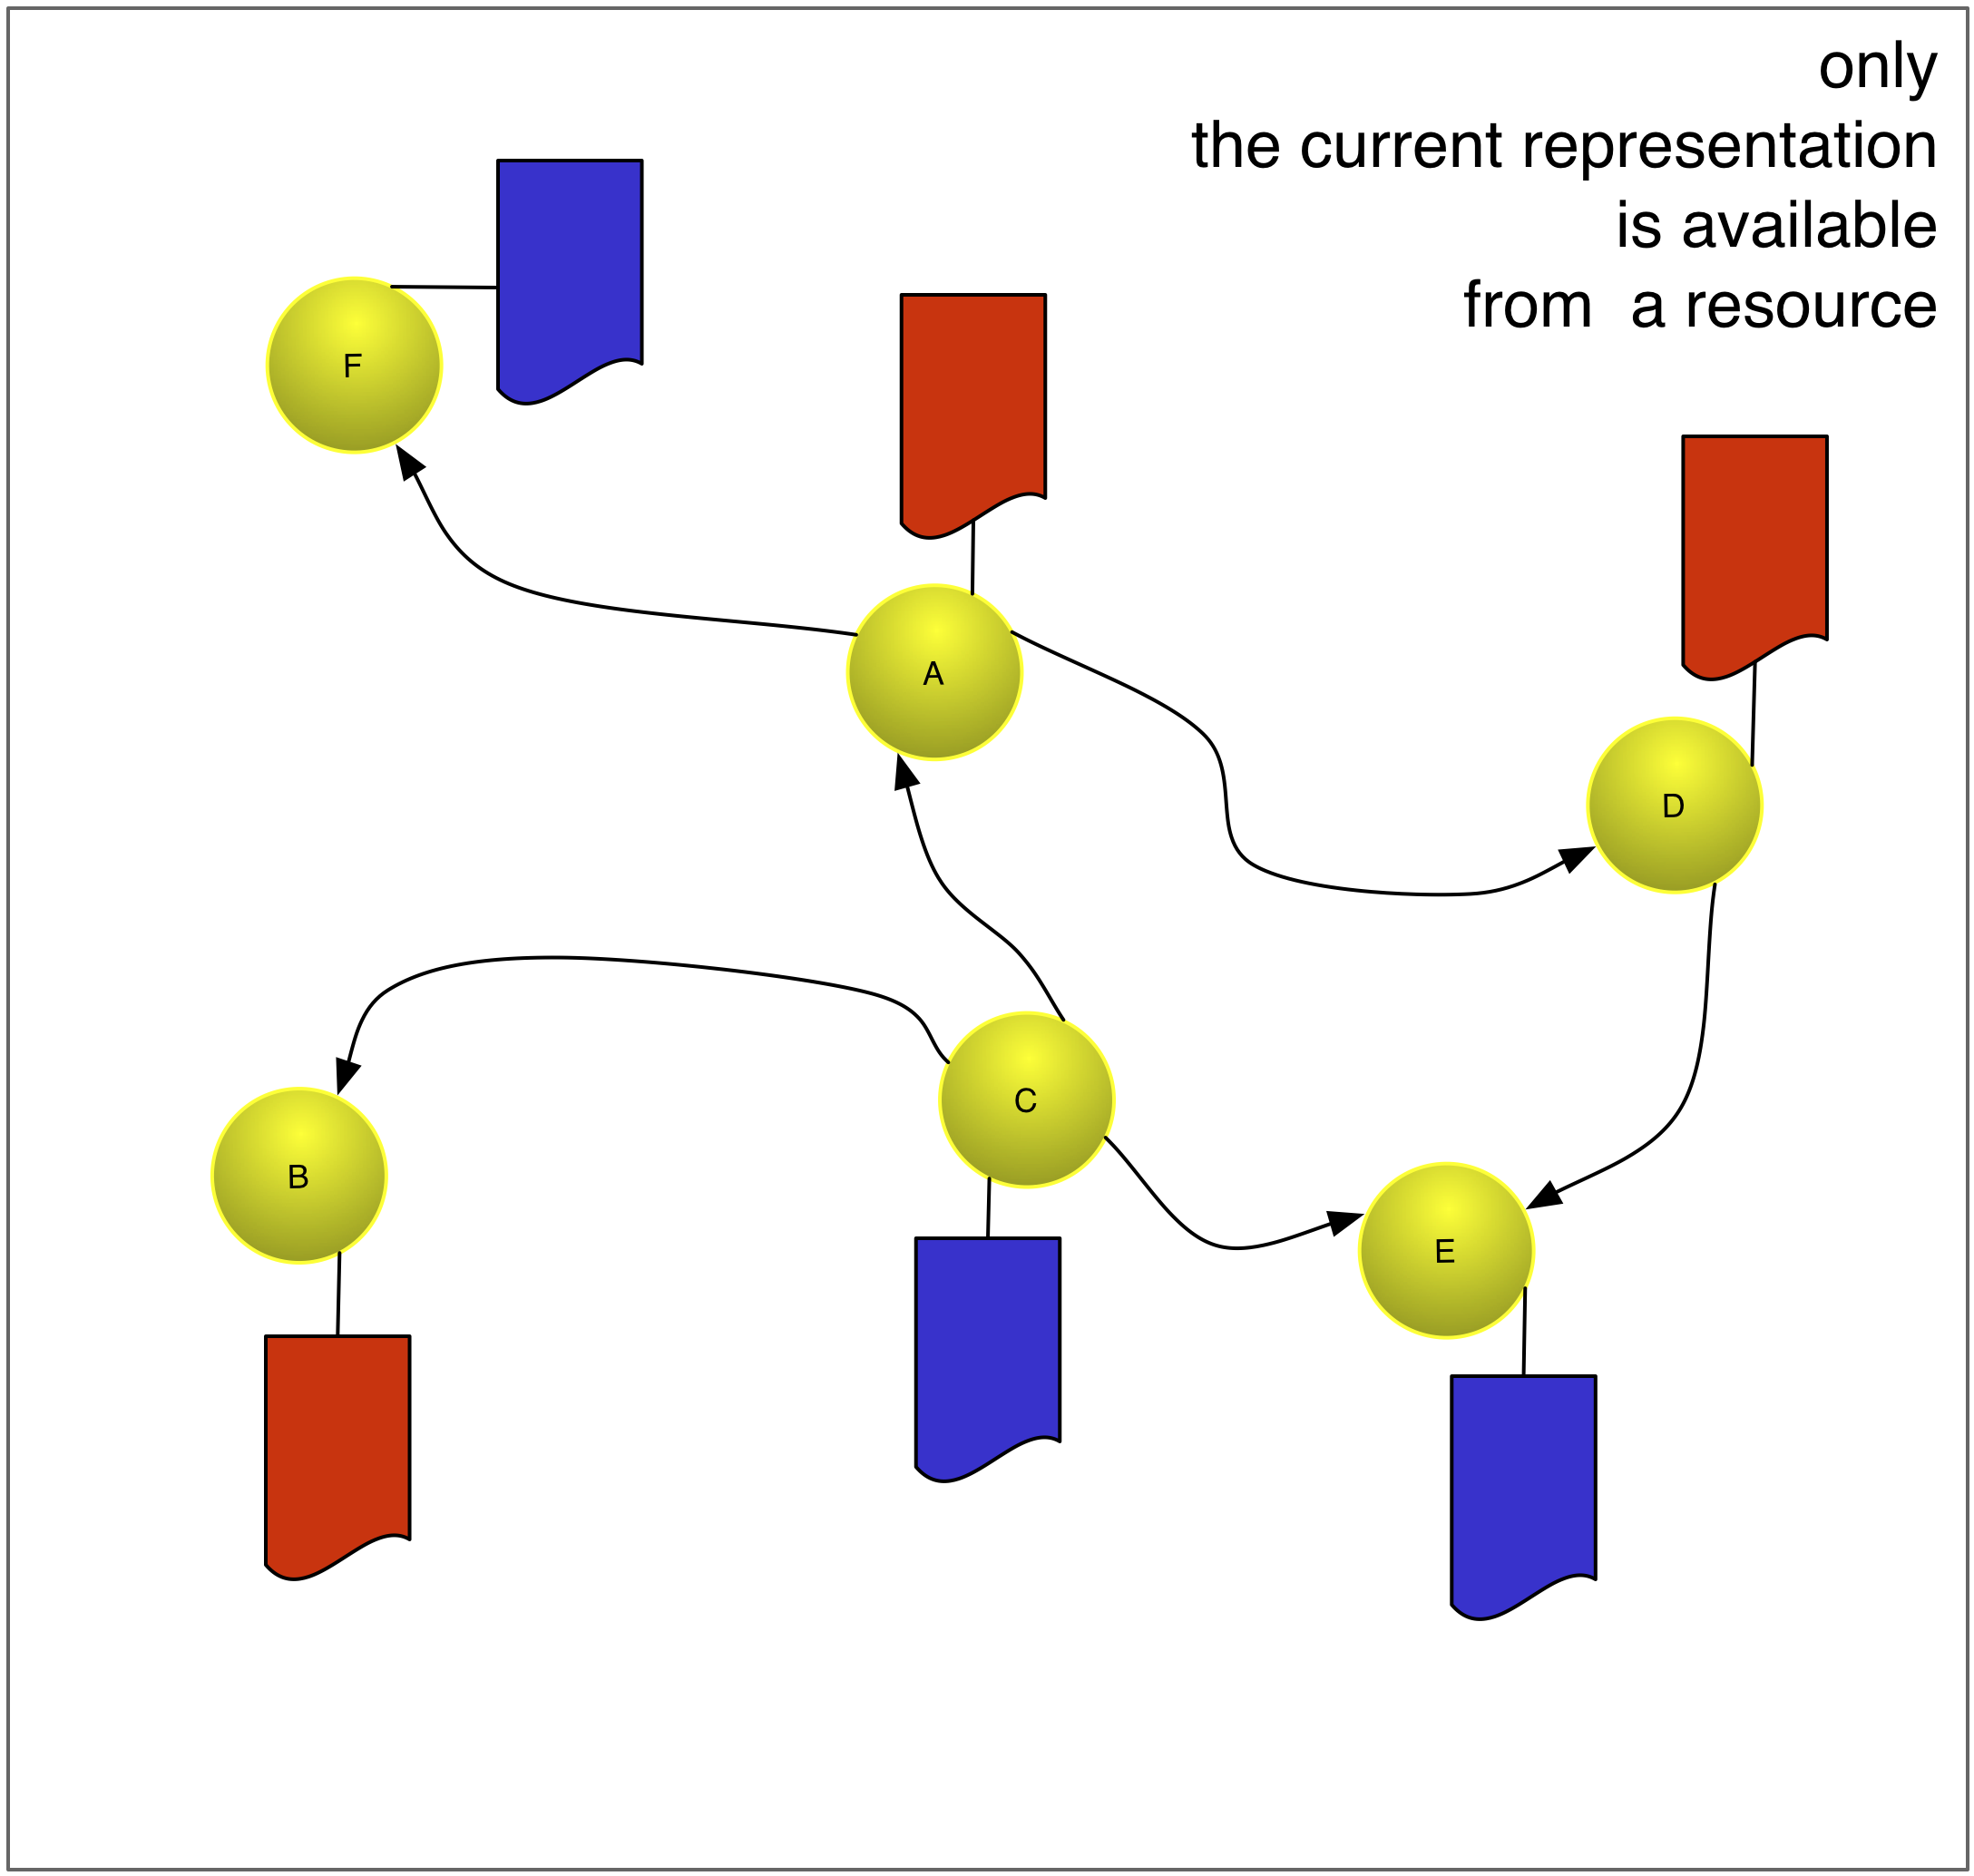 only
the current representation
is available
from  a resource
F
A
D
C
B
E